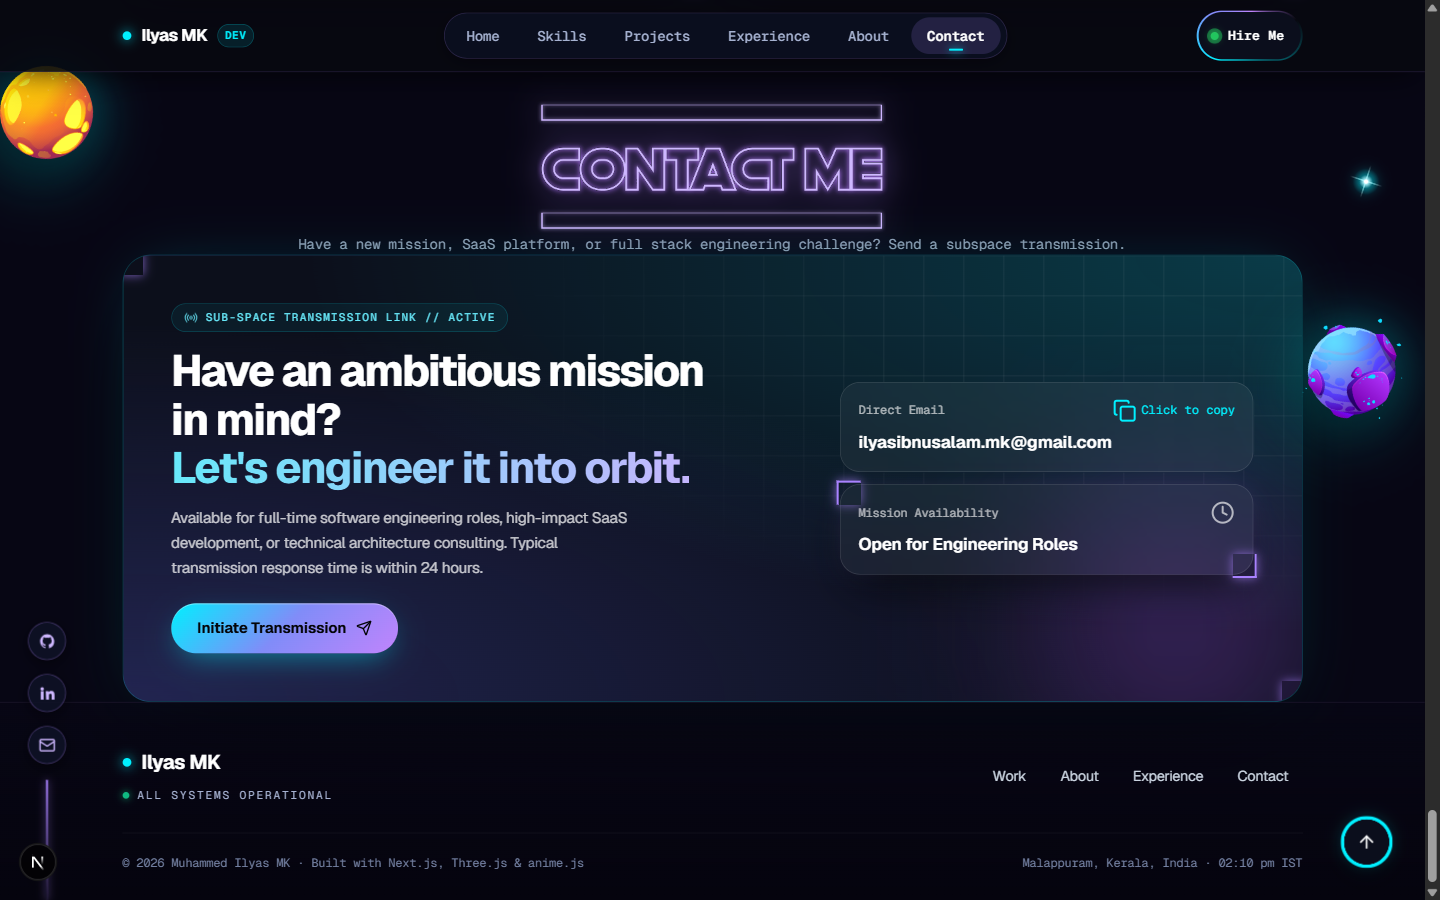 Ilyas MK DEV
Home Skills Projects Experience About Contact
Hire Me
CONTACT ME
Have a new mission, SaaS platform, or full stack engineering challenge? Send a subspace transmission.
SUB-SPACE TRANSMISSION LINK // ACTIVE
Have an ambitious mission
in mind?
Let's engineer it into orbit.
Available for full-time software engineering roles, high-impact SaaS
development, or technical architecture consulting. Typical
transmission response time is within 24 hours.
Initiate Transmission
Direct Email Click to copy
ilyasibnusalam.mk@gmail.com
Mission Availability
Open for Engineering Roles
in
Ilyas MK
ALL SYSTEMS OPERATIONAL
Work About Experience Contact
N
© 2026 Muhammed Ilyas MK · Built with Next.js, Three.js & anime.js
Malappuram, Kerala, India · 02:10 pm IST